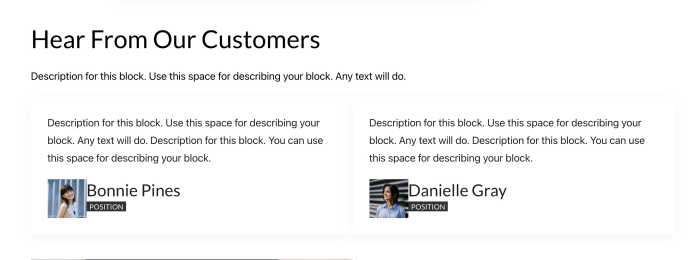 Hear From Our Customers
Description for this block. Use this space for describing your block. Any text will do.
Description for this block. Use this space for describing your
block. Any text will do. Description for this block. You can use
this space for describing your block.
Bonnie Pines
POSITION
Description for this block. Use this space for describing your
block. Any text will do. Description for this block. You can use
this space for describing your block.
Danielle Gray
POSITION